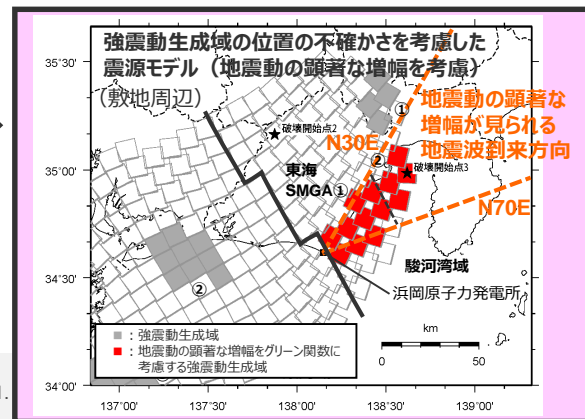 強震動生成域の位置の不確かさを考慮した
震源モデル（地震動の顕著な増幅を考慮）
（敷地周辺）
35°30'
35°00'
34°30'
34°00'
①
地震動の顕著な
増幅が見られる
地震波到来方向
★破壊開始点2
N30E
②
★破壊開始点3
東海
SMGA①
N70E
駿河湾域
浜岡原子力発電所
②
■：強震動生成域
■：地震動の顕著な増幅をグリーン関数に
考慮する強震動生成域
km
0 50
137°00' 137°30' 138°00' 138°30' 139°00'